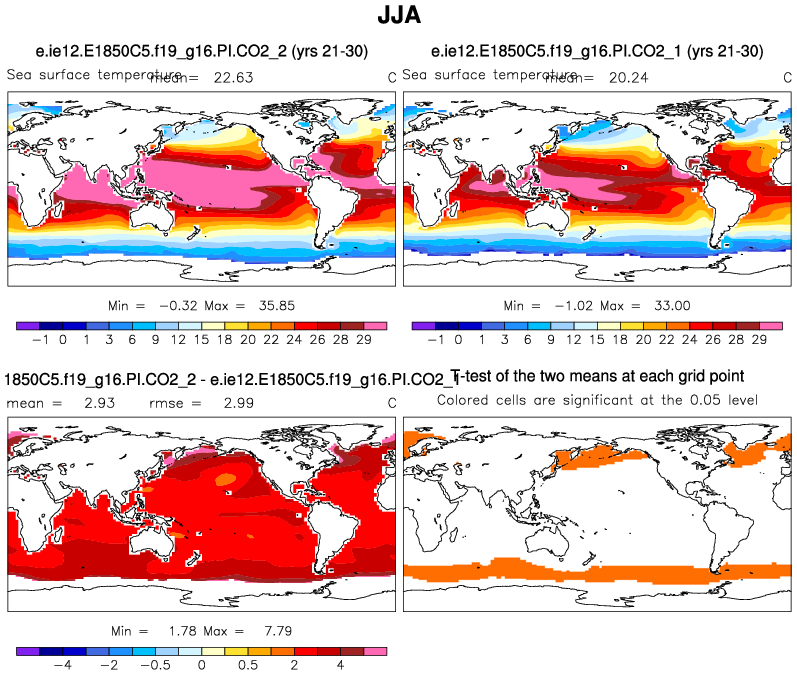 JJA
e.ie12.E1850C5.f19_g16.PI.CO2_2 (yrs 21-30)
Sea surface temperature mean= 22.63 C
Min = -0.32 Max = 35.85
-1 0 1 3 6 9 12 15 18 20 22 24 26 28 29
e.ie12.E1850C5.f19_g16.PI.CO2_1 (yrs 21-30)
Sea surface temperature mean= 20.24 C
Min = -1.02 Max = 33.00
-1 0 1 3 6 9 12 15 18 20 22 24 26 28 29
1850C5.f19_g16.PI.CO2_2 - e.ie12.E1850C5.f19_g16.PI.CO2_1
mean = 2.93 rmse = 2.99 C
Min = 1.78 Max = 7.79
-4 -2 -0.5 0 0.5 2 4
T-test of the two means at each grid point
Colored cells are significant at the 0.05 level